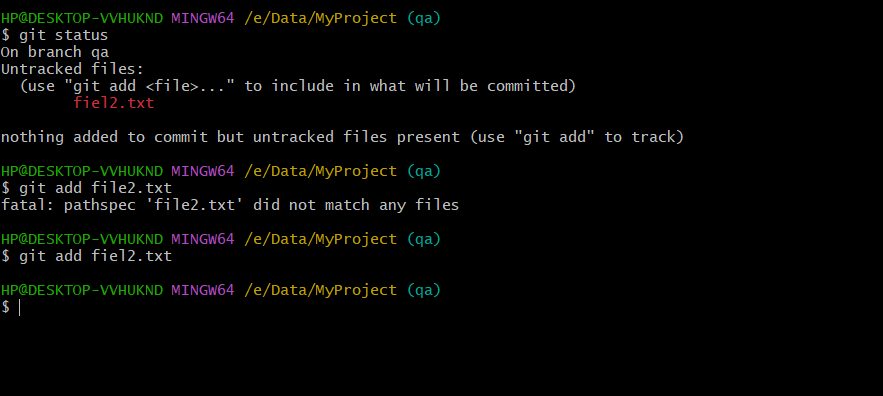 HP@DESKTOP-VVHUKND MINGW64 /e/Data/MyProject (qa)
$ git status
On branch qa
Untracked files:
  (use "git add <file>..." to include in what will be committed)
        fiel2.txt
nothing added to commit but untracked files present (use "git add" to track)
HP@DESKTOP-VVHUKND MINGW64 /e/Data/MyProject (qa)
$ git add file2.txt
fatal: pathspec 'file2.txt' did not match any files
HP@DESKTOP-VVHUKND MINGW64 /e/Data/MyProject (qa)
$ git add fiel2.txt
HP@DESKTOP-VVHUKND MINGW64 /e/Data/MyProject (qa)
$